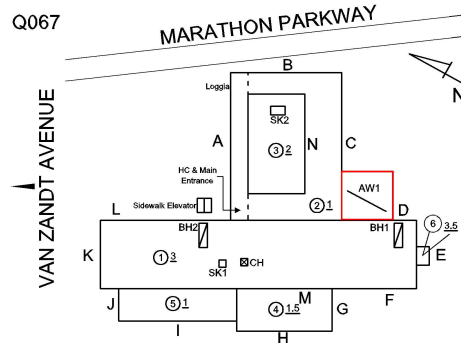 Q067
MARATHON PARKWAY
VAN ZANDT AVENUE
N
B
Loggia
SK2
A
3 2
N
C
HC & Main
Entrance
AW1
Sidewalk Elevator
2 1
L
D
BH2
BH1
6
3.5
K
1 3
SK1
CH
E
J
5 1
M
4 1.5
G
F
I
H